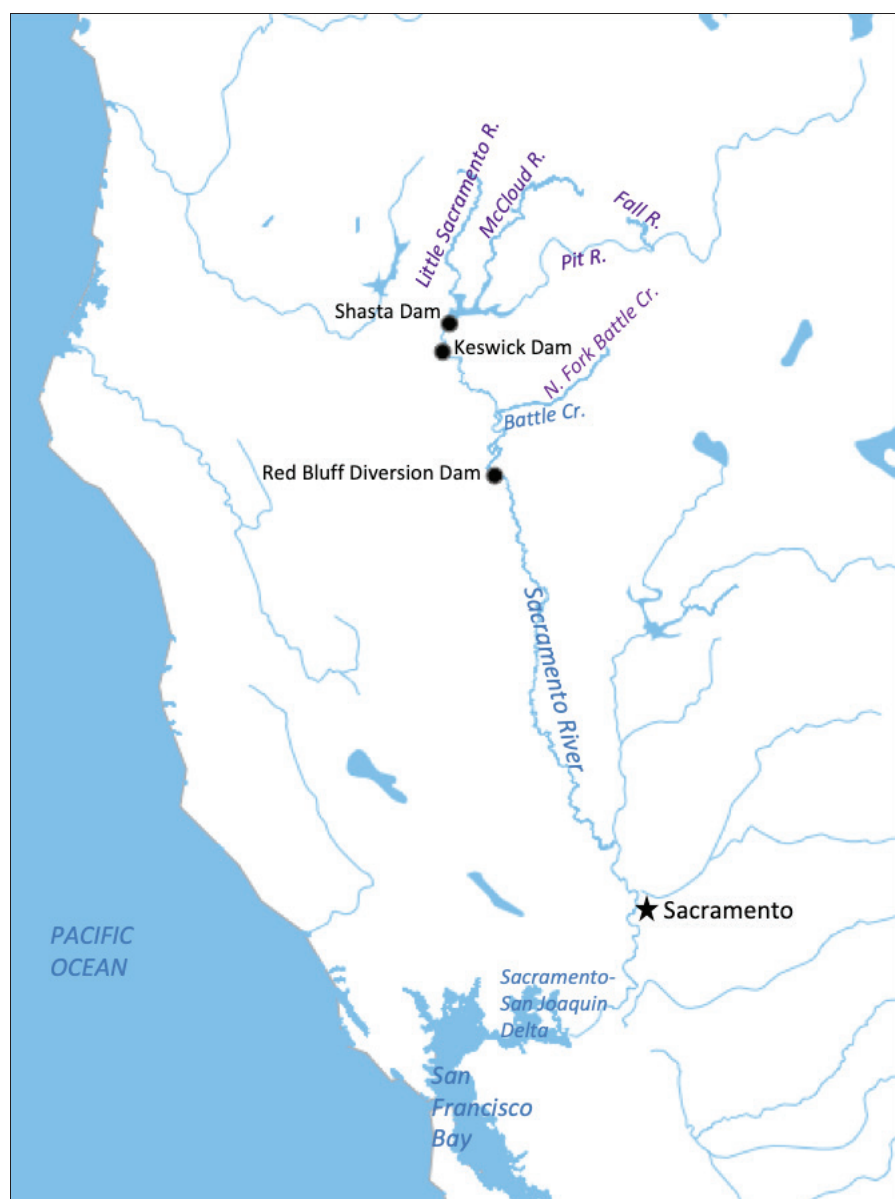 Little Sacramento R.
McCloud R.
Fall R.
Pit R.
Shasta Dam
Keswick Dam
N. Fork Battle Cr.
Battle Cr.
Red Bluff Diversion Dam
Sacramento River
Sacramento
PACIFIC
OCEAN
Sacramento-
San Joaquin
Delta
San
Francisco
Bay